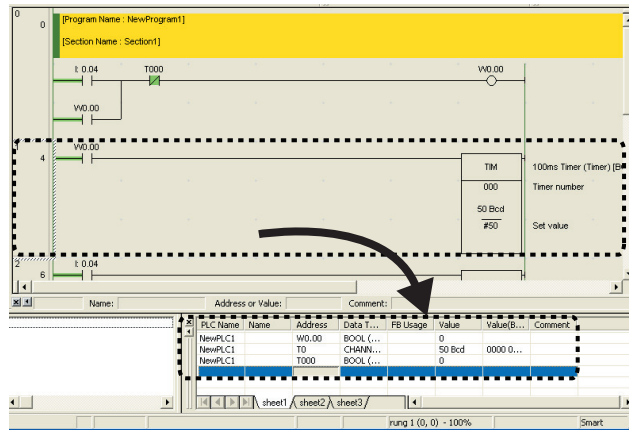 0
0
[Program Name : NewProgram1]
[Section Name : Section1]
I: 0.04 T000 W0.00
W0.00
1
4
W0.00
TIM 100ms Timer (Timer) [B
000 Timer number
50 Bcd
#50 Set value
2
6
I: 0.04
Name: Address or Value: Comment:
PLC Name Name Address Data T... FB Usage Value Value(B... Comment
NewPLC1 W0.00 BOOL (... 0
NewPLC1 T0 CHANN... 50 Bcd 0000 0...
NewPLC1 T000 BOOL (... 0
sheet1 sheet2 sheet3
rung 1 (0, 0) - 100% Smart